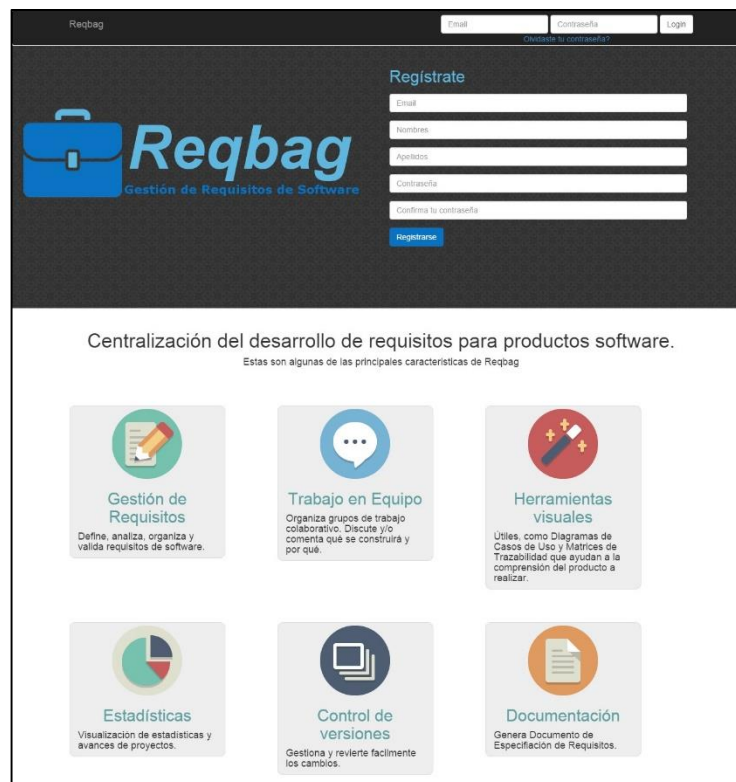 Reqbag
Email
Contraseña
Login
Olvidaste tu contraseña?
Reqbag
Gestión de Requisitos de Software
Regístrate
Email
Nombres
Apellidos
Contraseña
Confirma tu contraseña
Registrarse
Centralización del desarrollo de requisitos para productos software.
Estas son algunas de las principales características de Reqbag
Gestión de
Requisitos
Define, analiza, organiza y
valida requisitos de software.
Trabajo en Equipo
Organiza grupos de trabajo
colaborativo. Discute y/o
comenta qué se construirá y
por qué.
Herramientas
visuales
Útiles, como Diagramas de
Casos de Uso y Matrices de
Trazabilidad que ayudan a la
comprensión del producto a
realizar.
Estadísticas
Visualización de estadísticas y
avances de proyectos.
Control de
versiones
Gestiona y revierte facilmente
los cambios.
Documentación
Genera Documento de
Especifiación de Requisitos.